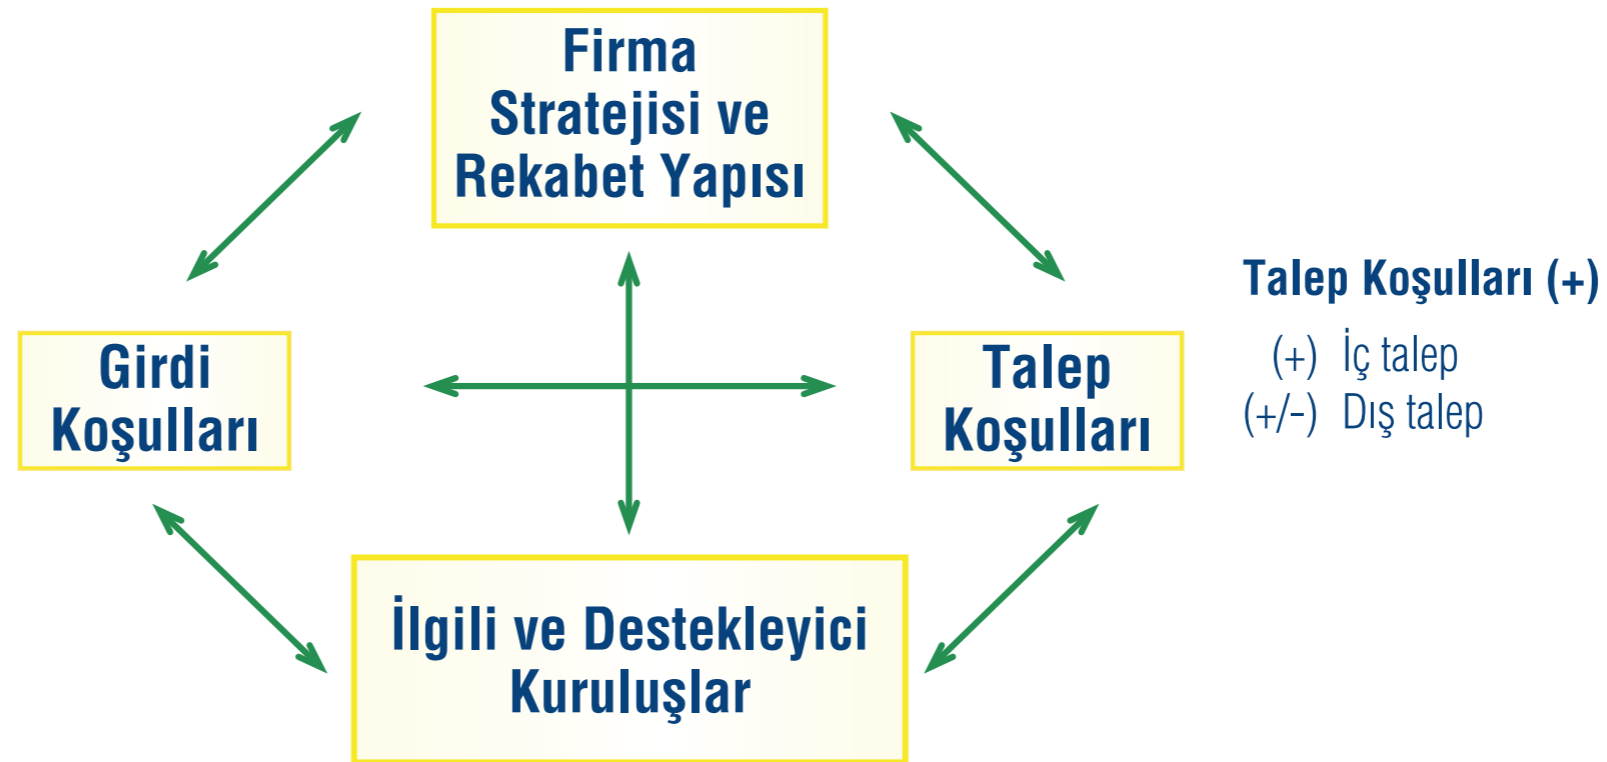 Firma
Stratejisi ve
Rekabet Yapısı
Girdi
Koşulları
Talep
Koşulları
Talep Koşulları (+)
(+) İç talep
(+/-) Dış talep
İlgili ve Destekleyici
Kuruluşlar